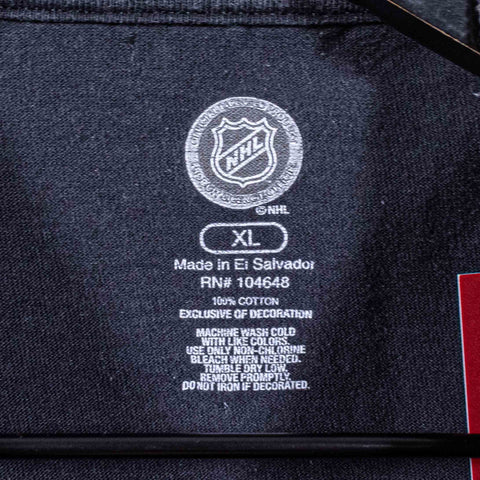 NHL
©NHL
XL
Made in El Salvador
RN# 104648
100% COTTON
EXCLUSIVE OF DECORATION
MACHINE WASH COLD
WITH LIKE COLORS.
USE ONLY NON-CHLORINE
BLEACH WHEN NEEDED.
TUMBLE DRY LOW.
REMOVE PROMPTLY.
DO NOT IRON IF DECORATED.